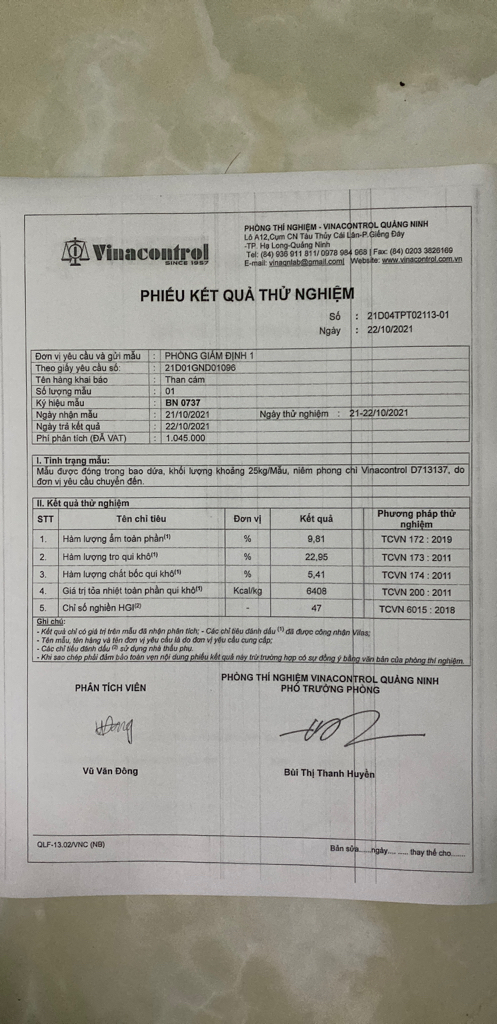 Vinacontrol
SINCE 1957
PHÒNG THÍ NGHIỆM - VINACONTROL QUẢNG NINH
Lô A12,Cụm CN Tàu Thủy Cái Lân-P.Giếng Đáy
-TP. Hạ Long-Quảng Ninh
Tel: (84) 936 911 811/ 0978 984 968 | Fax: (84) 0203 3826169
E-mail: vinaqnlab@gmail.com| Website: www.vinacontrol.com.vn
PHIẾU KẾT QUẢ THỬ NGHIỆM
Số : 21D04TPT02113-01
Ngày : 22/10/2021
Đơn vị yêu cầu và gửi mẫu : PHÒNG GIÁM ĐỊNH 1
Theo giấy yêu cầu số: : 21D01GND01096
Tên hàng khai báo : Than cám
Số lượng mẫu : 01
Ký hiệu mẫu : BN 0737
Ngày nhận mẫu : 21/10/2021 Ngày thử nghiệm : 21-22/10/2021
Ngày trả kết quả : 22/10/2021
Phí phân tích (ĐÃ VAT) : 1.045.000
I. Tình trạng mẫu:
Mẫu được đóng trong bao dứa, khối lượng khoảng 25kg/Mẫu, niêm phong chì Vinacontrol D713137, do
đơn vị yêu cầu chuyển đến.
II. Kết quả thử nghiệm
STT Tên chỉ tiêu Đơn vị Kết quả Phương pháp thử nghiệm
1. Hàm lượng ẩm toàn phần(1) % 9,81 TCVN 172 : 2019
2. Hàm lượng tro qui khô(1) % 22,95 TCVN 173 : 2011
3. Hàm lượng chất bốc qui khô(1) % 5,41 TCVN 174 : 2011
4. Giá trị tỏa nhiệt toàn phần qui khô(1) Kcal/kg 6408 TCVN 200 : 2011
5. Chỉ số nghiền HGI(2) - 47 TCVN 6015 : 2018
Ghi chú:
- Kết quả chỉ có giá trị trên mẫu đã nhận phân tích; - Các chỉ tiêu đánh dấu (1) đã được công nhận Vilas;
- Tên mẫu, tên hàng và tên đơn vị yêu cầu là do đơn vị yêu cầu cung cấp;
- Các chỉ tiêu đánh dấu (2) sử dụng nhà thầu phụ.
- Khi sao chép phải đảm bảo toàn vẹn nội dung phiếu kết quả này trừ trường hợp có sự đồng ý bằng văn bản của phòng thí nghiệm.
PHÒNG THÍ NGHIỆM VINACONTROL QUẢNG NINH
PHÂN TÍCH VIÊN PHÓ TRƯỞNG PHÒNG
Vũ Văn Đông Bùi Thị Thanh Huyền
QLF-13.02/VNC (NB) Bản sửa......ngày.... ..... thay thế cho.......